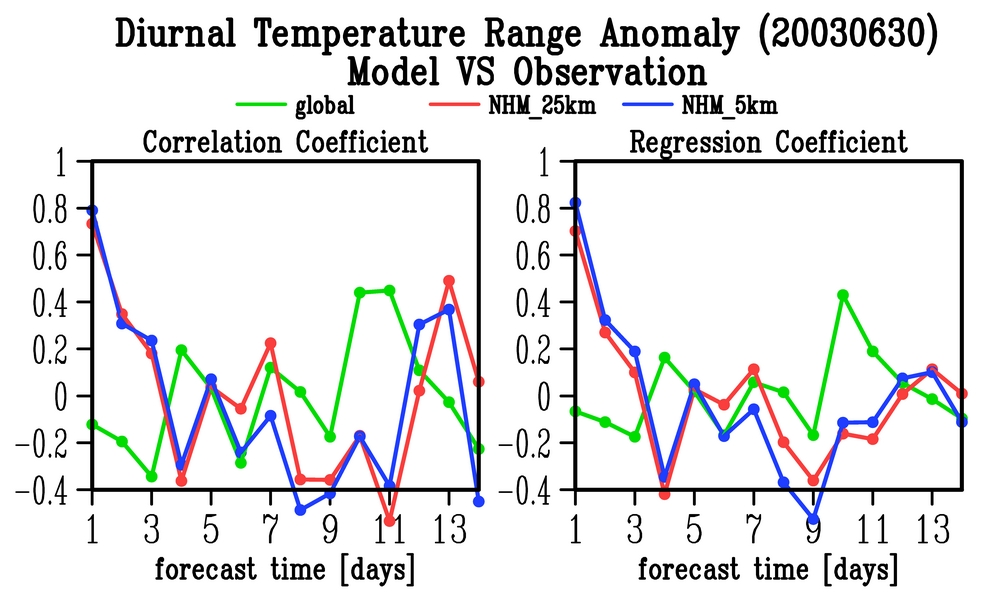 Diurnal Temperature Range Anomaly (20030630)
Model VS Observation
global NHM_25km NHM_5km
Correlation Coefficient Regression Coefficient
1 1
0.8 0.8
0.6 0.6
0.4 0.4
0.2 0.2
0 0
−0.2 −0.2
−0.4 −0.4
1 3 5 7 9 11 13 1 3 5 7 9 11 13
forecast time [days] forecast time [days]